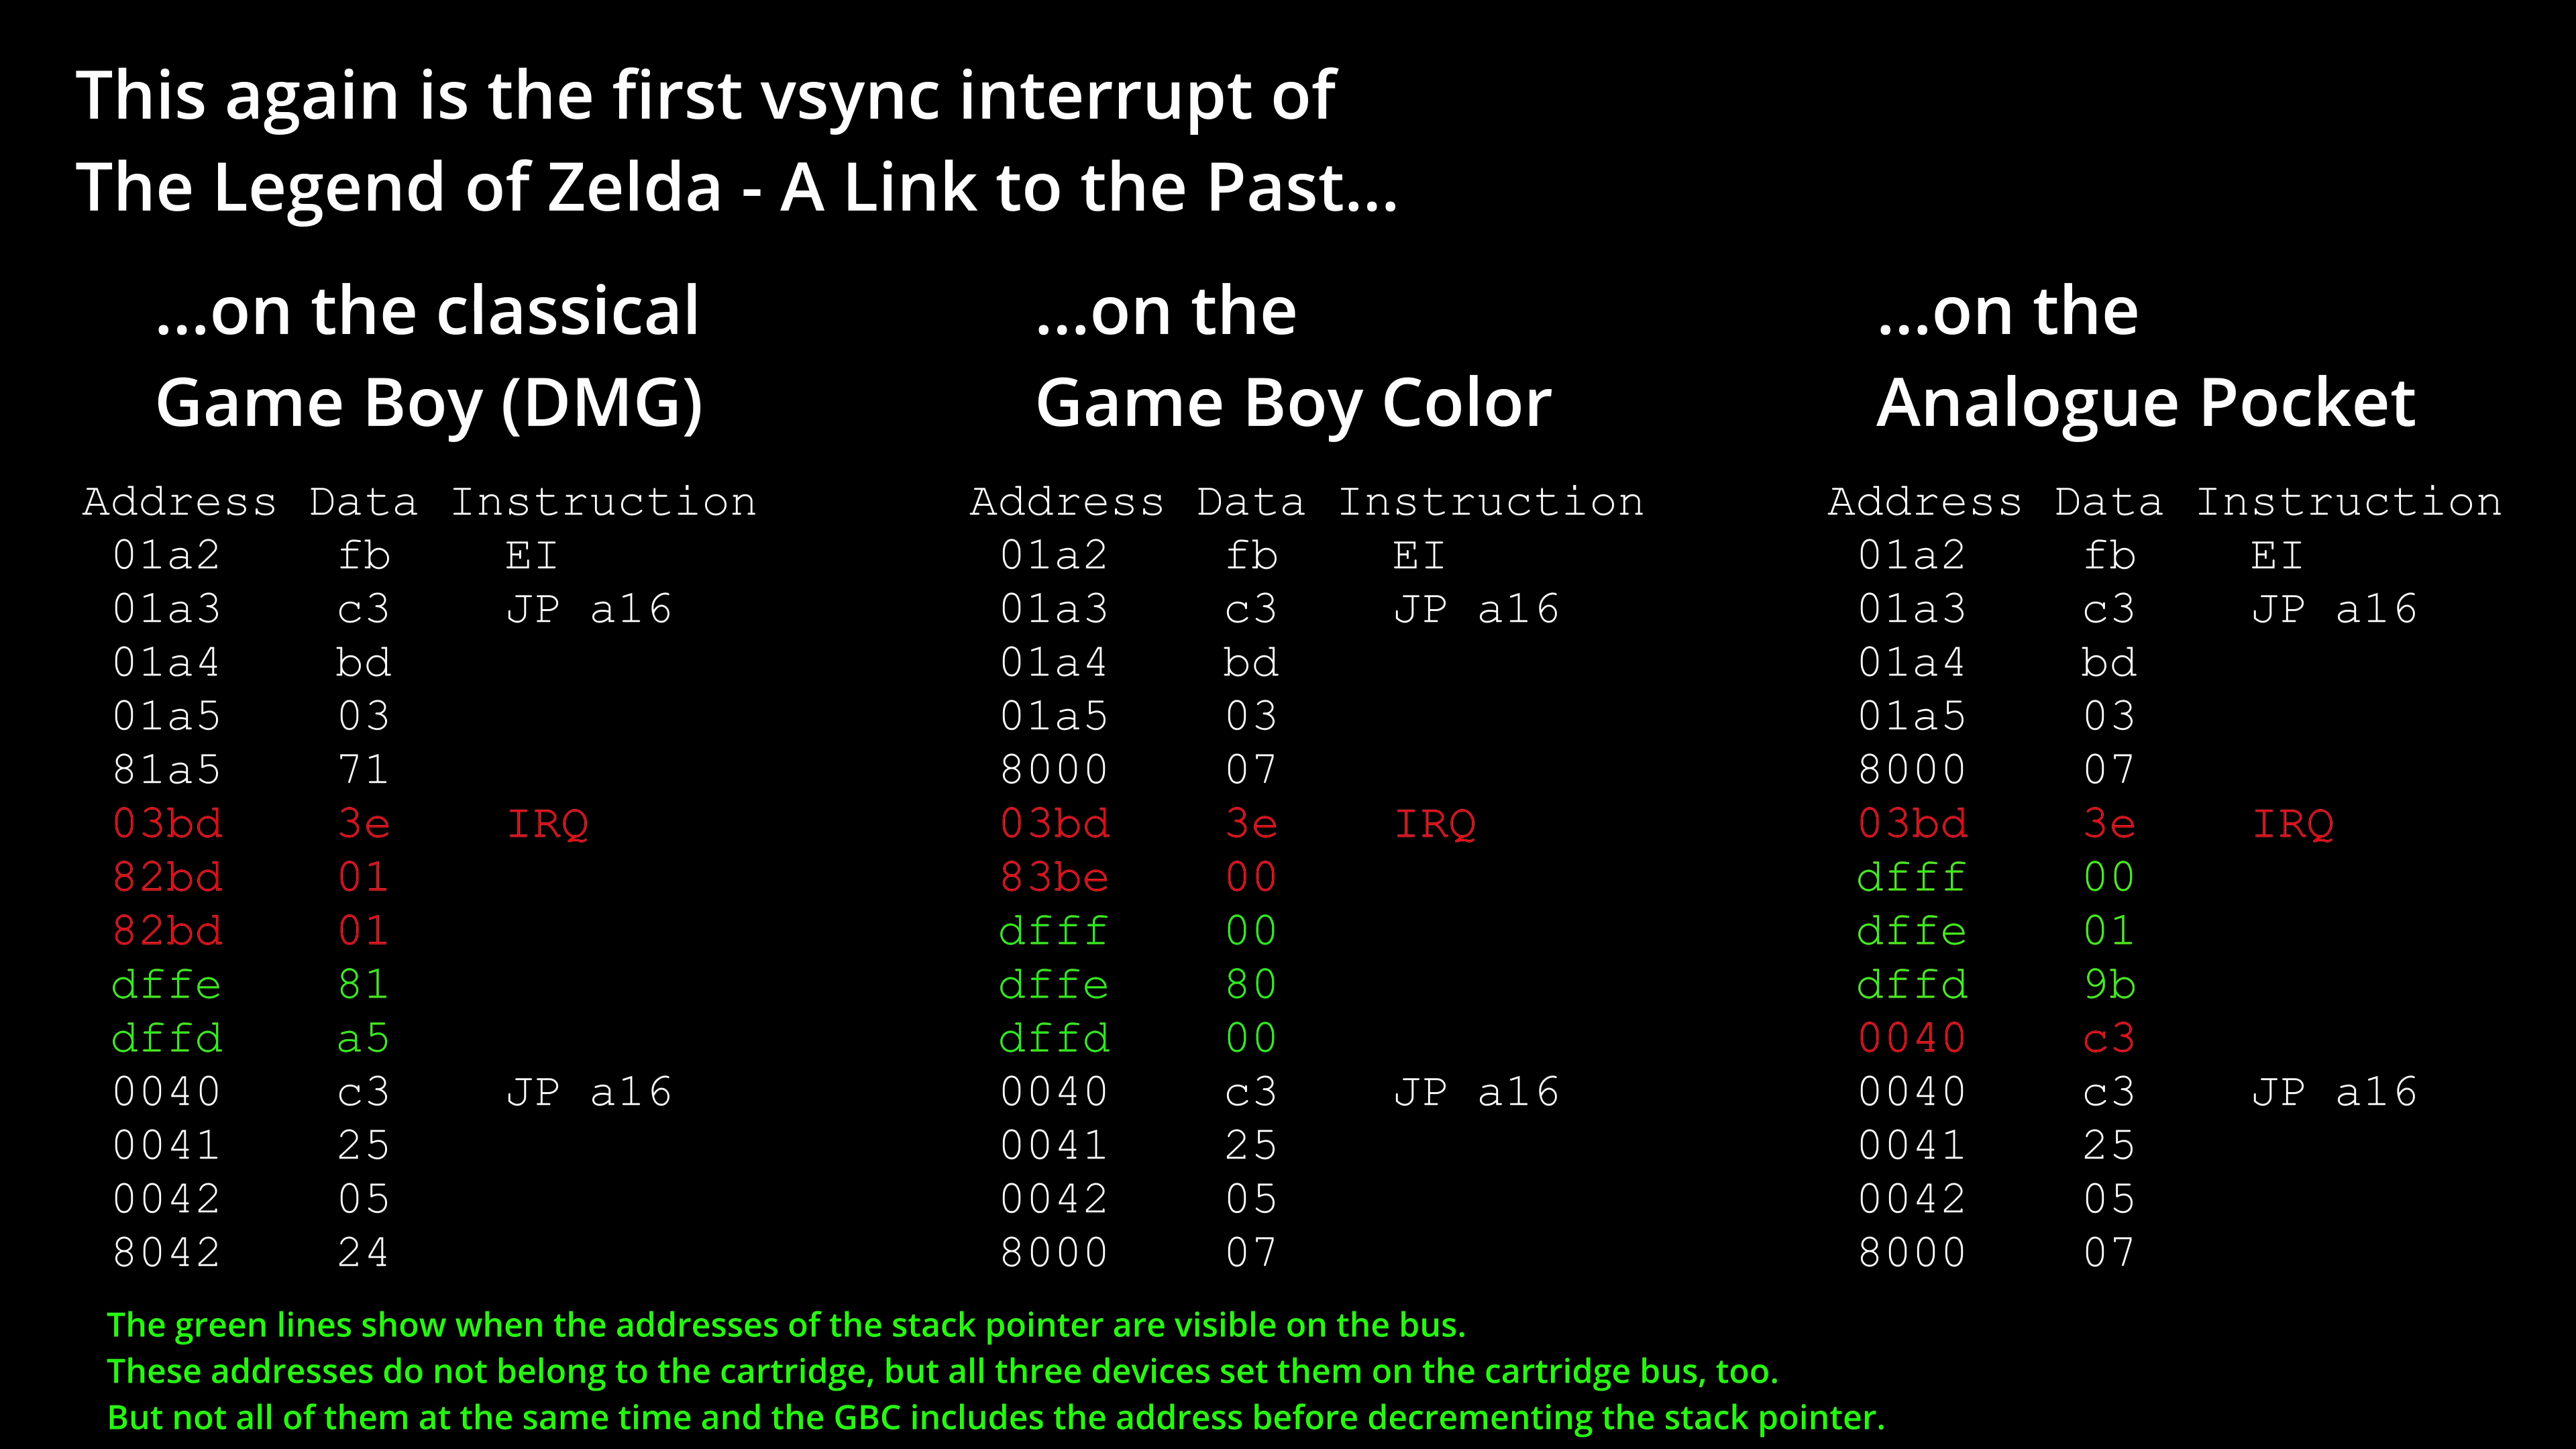 This again is the first vsync interrupt of
The Legend of Zelda - A Link to the Past...
...on the classical
Game Boy (DMG)
Address Data Instruction
01a2 fb EI
01a3 c3 JP a16
01a4 bd
01a5 03
81a5 71
03bd 3e IRQ
82bd 01
82bd 01
dffe 81
dffd a5
0040 c3 JP a16
0041 25
0042 05
8042 24
...on the
Game Boy Color
Address Data Instruction
01a2 fb EI
01a3 c3 JP a16
01a4 bd
01a5 03
8000 07
03bd 3e IRQ
83be 00
dfff 00
dffe 80
dffd 00
0040 c3 JP a16
0041 25
0042 05
8000 07
...on the
Analogue Pocket
Address Data Instruction
01a2 fb EI
01a3 c3 JP a16
01a4 bd
01a5 03
8000 07
03bd 3e IRQ
dfff 00
dffe 01
dffd 9b
0040 c3
0040 c3 JP a16
0041 25
0042 05
8000 07
The green lines show when the addresses of the stack pointer are visible on the bus.
These addresses do not belong to the cartridge, but all three devices set them on the cartridge bus, too.
But not all of them at the same time and the GBC includes the address before decrementing the stack pointer.